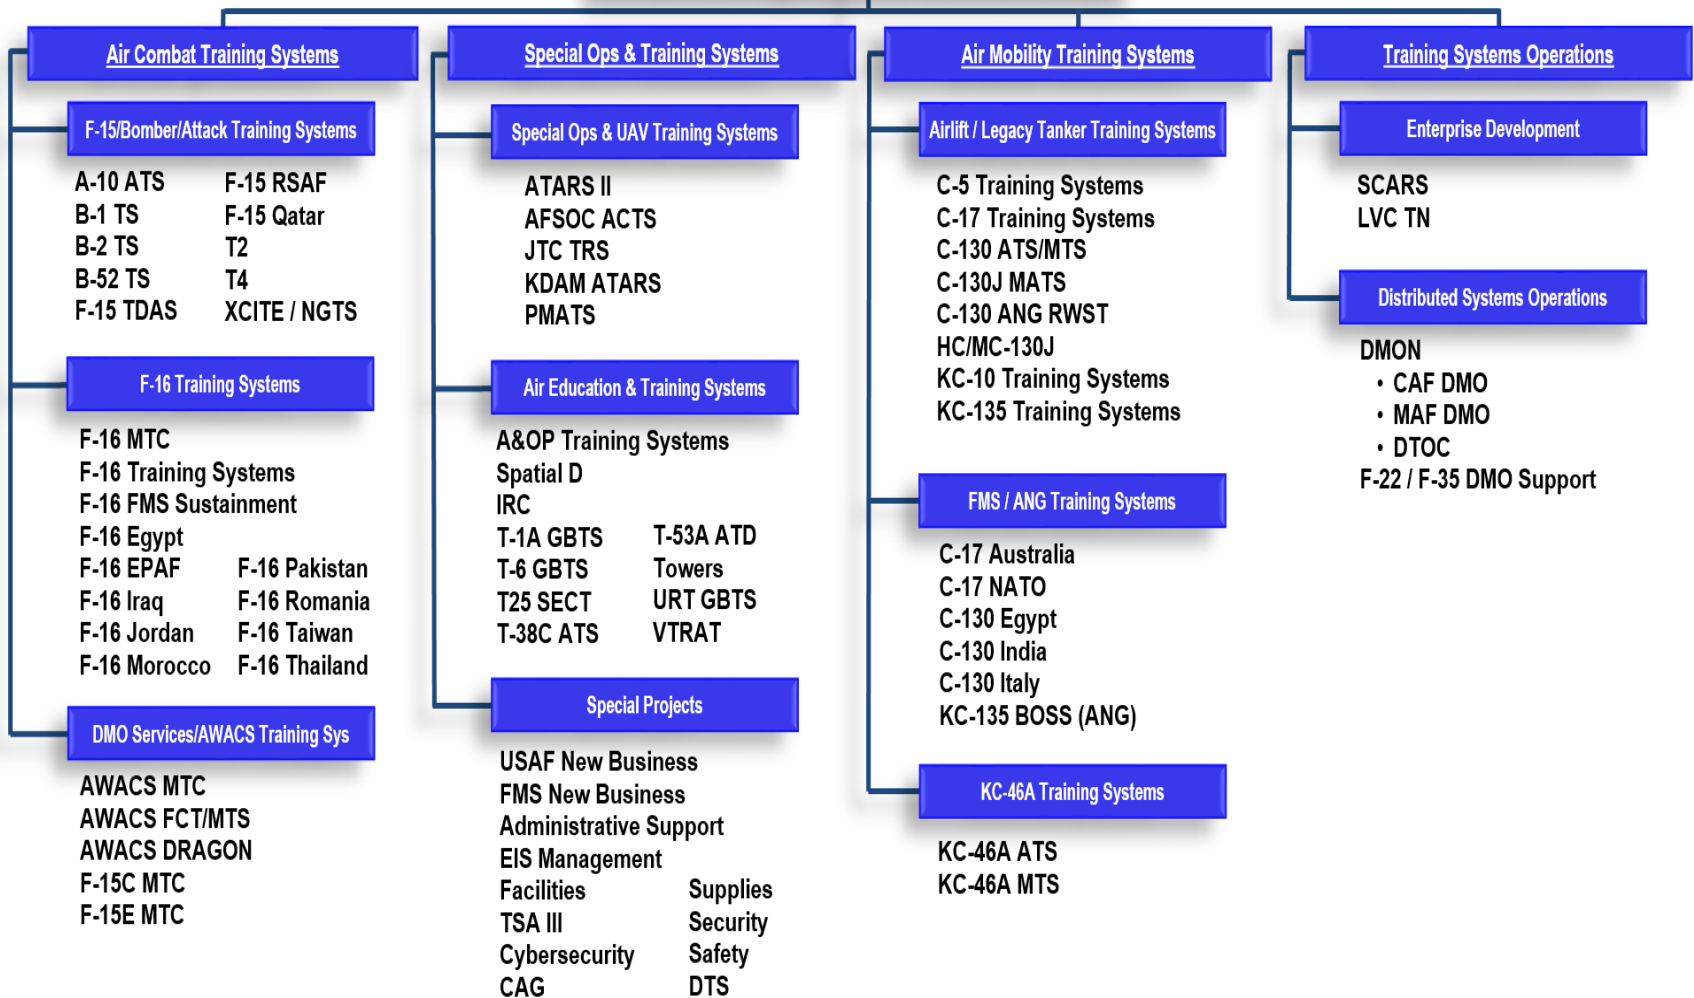 Air Combat Training Systems
F-15/Bomber/Attack Training Systems
A-10 ATS
B-1 TS
B-2 TS
B-52 TS
F-15 TDAS
F-15 RSAF
F-15 Qatar
T2
T4
XCITE / NGTS
F-16 Training Systems
F-16 MTC
F-16 Training Systems
F-16 FMS Sustainment
F-16 Egypt
F-16 EPAF
F-16 Iraq
F-16 Jordan
F-16 Morocco
F-16 Pakistan
F-16 Romania
F-16 Taiwan
F-16 Thailand
DMO Services/AWACS Training Sys
AWACS MTC
AWACS FCT/MTS
AWACS DRAGON
F-15C MTC
F-15E MTC
Special Ops & Training Systems
Special Ops & UAV Training Systems
ATARS II
AFSOC ACTS
JTC TRS
KDAM ATARS
PMATS
Air Education & Training Systems
A&OP Training Systems
Spatial D
IRC
T-1A GBTS
T-6 GBTS
T25 SECT
T-38C ATS
T-53A ATD
Towers
URT GBTS
VTRAT
Special Projects
USAF New Business
FMS New Business
Administrative Support
EIS Management
Facilities
TSA III
Cybersecurity
CAG
Supplies
Security
Safety
DTS
Air Mobility Training Systems
Airlift / Legacy Tanker Training Systems
C-5 Training Systems
C-17 Training Systems
C-130 ATS/MTS
C-130J MATS
C-130 ANG RWST
HC/MC-130J
KC-10 Training Systems
KC-135 Training Systems
FMS / ANG Training Systems
C-17 Australia
C-17 NATO
C-130 Egypt
C-130 India
C-130 Italy
KC-135 BOSS (ANG)
KC-46A Training Systems
KC-46A ATS
KC-46A MTS
Training Systems Operations
Enterprise Development
SCARS
LVC TN
Distributed Systems Operations
DMON
• CAF DMO
• MAF DMO
• DTOC
F-22 / F-35 DMO Support